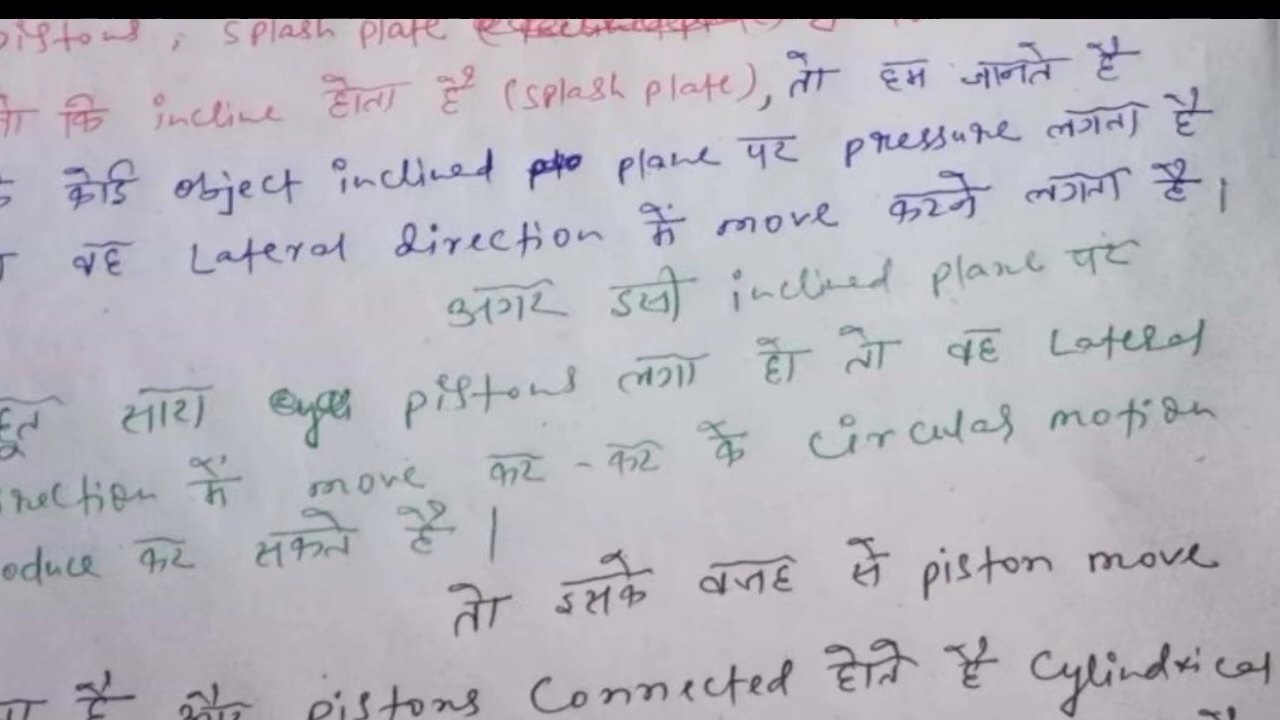 pistons, splash plate
कि incline होता है (splash plate), तो हम जानते है
कोई object inclined plane पर pressure लगता है
वह Lateral direction में move करने लगता है।
अगर इसी inclined plane पर
सारा pistons लगा हो तो वह Lateral
में move कर - कर के circular motion
कर सकते है।
तो इसके वजह से piston move
है और pistons Connected होते है Cylindrical